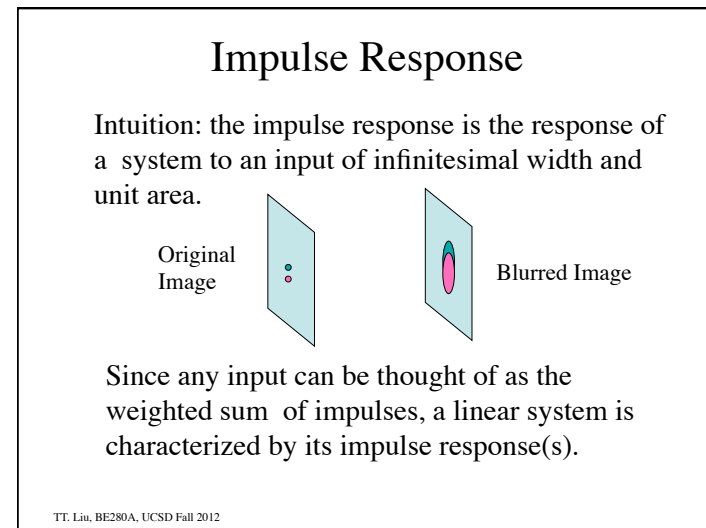 Impulse Response
Intuition: the impulse response is the response of
a system to an input of infinitesimal width and
unit area.
Original
Image
Blurred Image
Since any input can be thought of as the
weighted sum of impulses, a linear system is
characterized by its impulse response(s).
TT. Liu, BE280A, UCSD Fall 2012